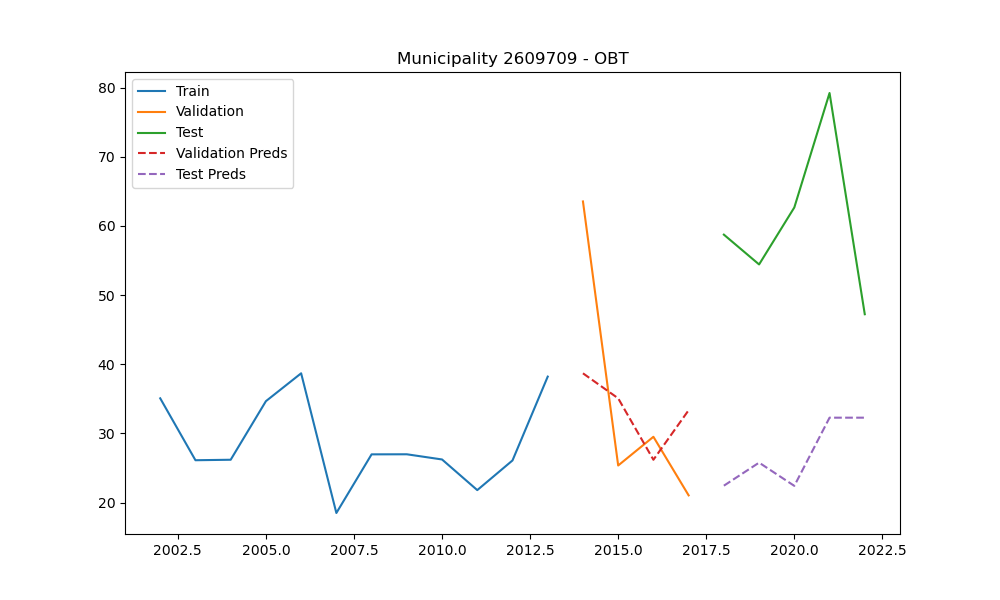 Municipality 2609709 - OBT
80
70
60
50
40
30
20
Train
Validation
Test
Validation Preds
Test Preds
2002.5 2005.0 2007.5 2010.0 2012.5 2015.0 2017.5 2020.0 2022.5